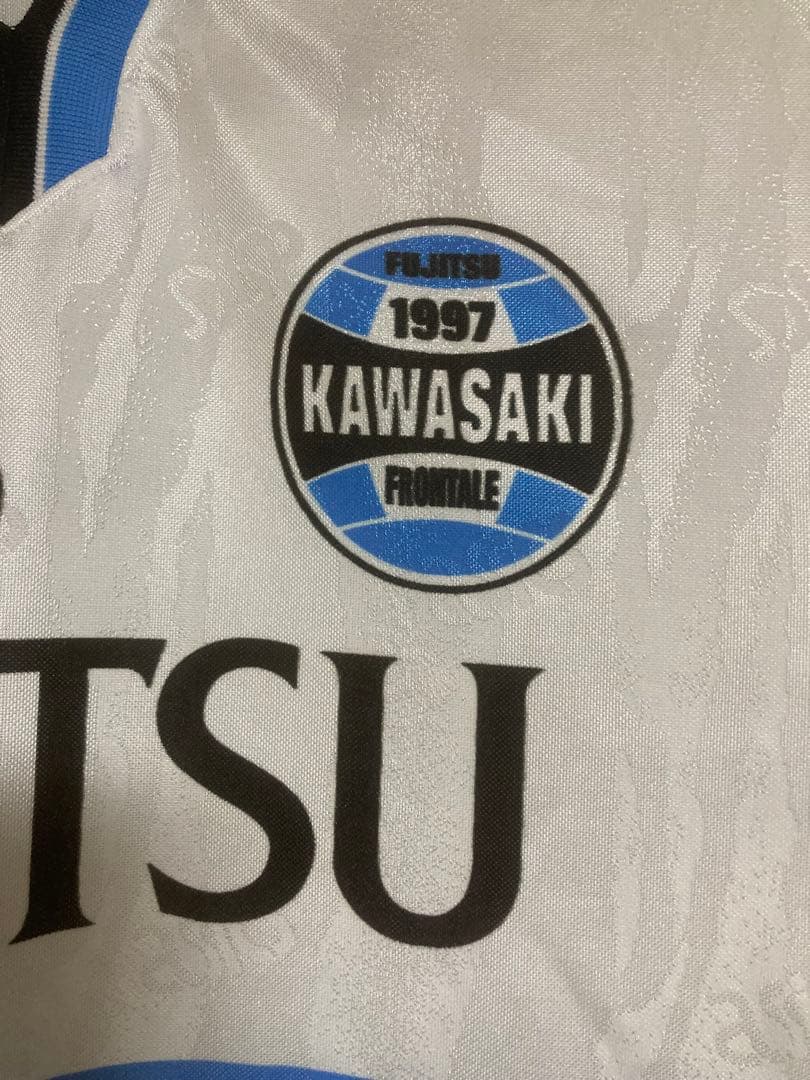 FUJITSU
1997
KAWASAKI
FRONTALE
TSU